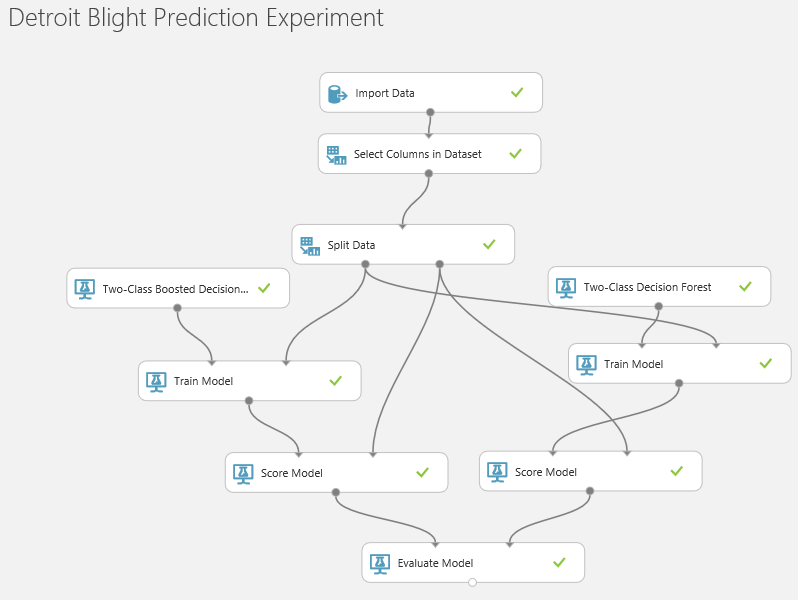 Detroit Blight Prediction Experiment
Import Data
Select Columns in Dataset
Split Data
Two-Class Boosted Decision...
Two-Class Decision Forest
Train Model
Train Model
Score Model
Score Model
Evaluate Model